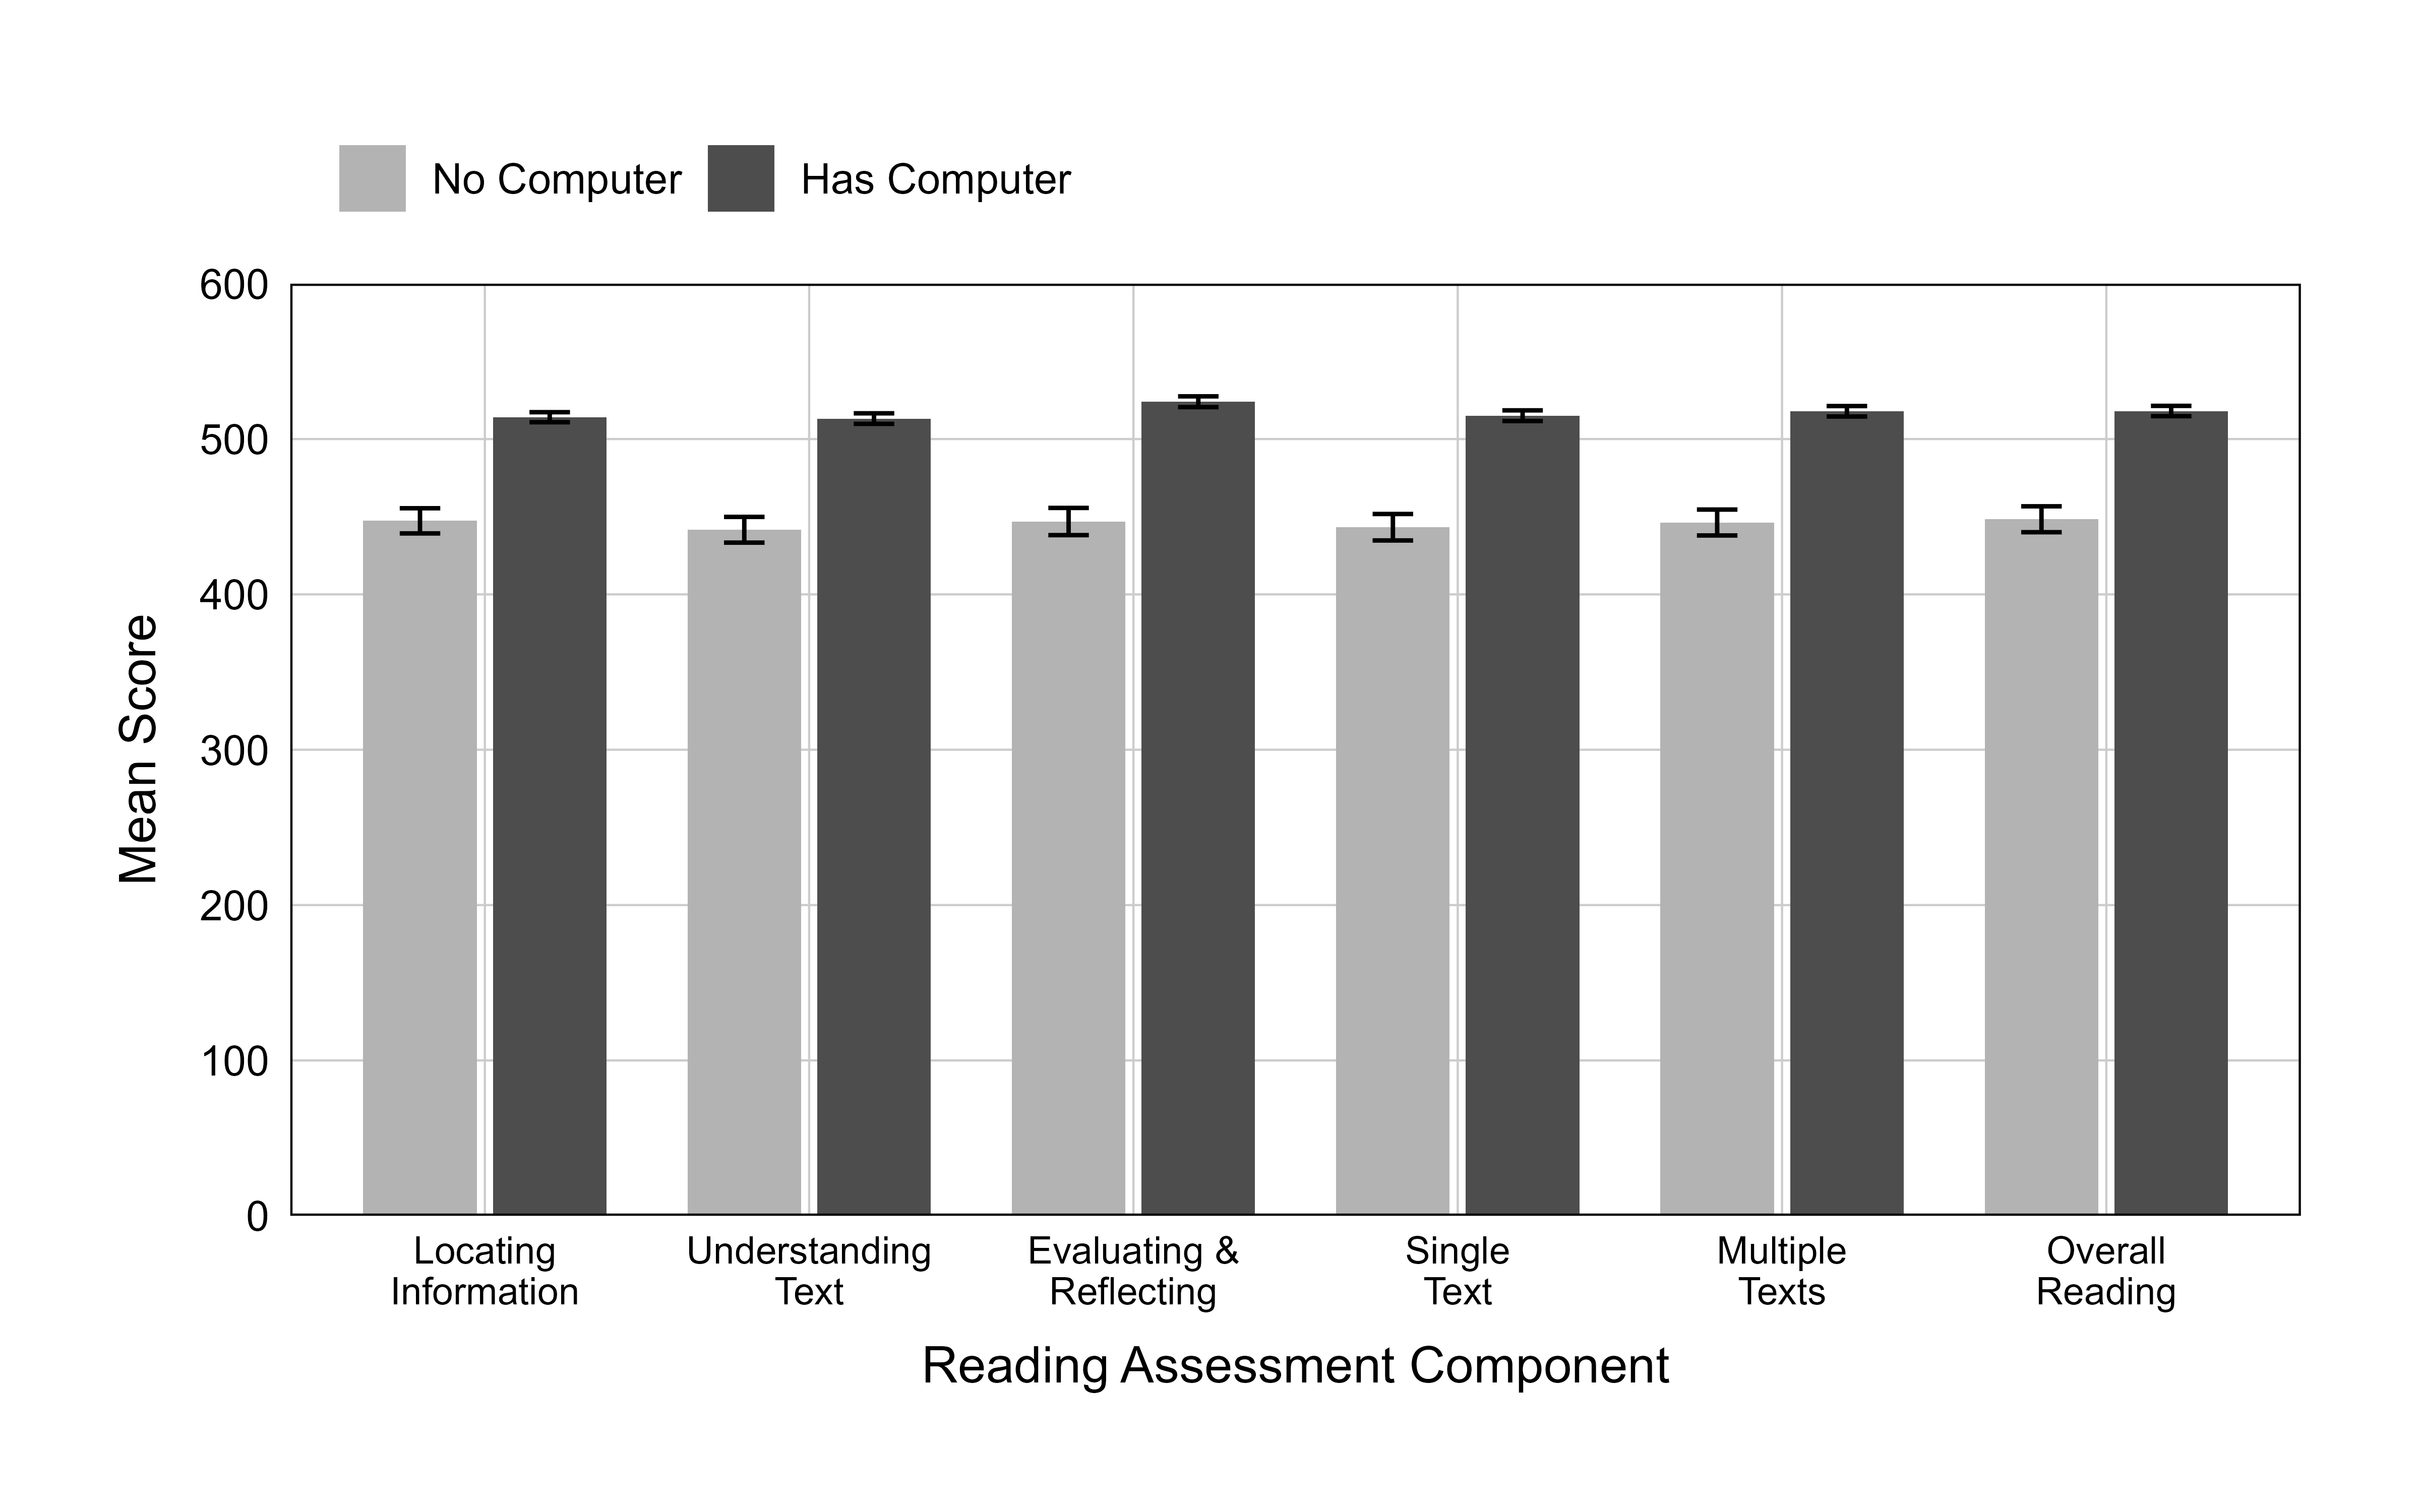 No Computer Has Computer
600
500
400
300
200
100
0
Mean Score
Locating
Information
Understanding
Text
Evaluating &
Reflecting
Single
Text
Multiple
Texts
Overall
Reading
Reading Assessment Component